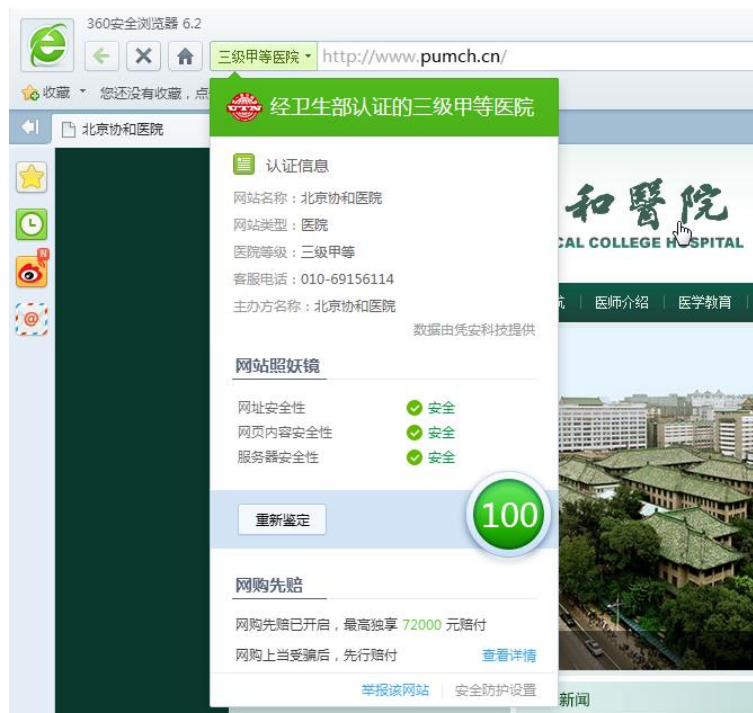 360安全浏览器 6.2
三级甲等医院 http://www.pumch.cn/
收藏 您还没有收藏，点
北京协和医院
经卫生部认证的三级甲等医院
认证信息
网站名称：北京协和医院
网站类型：医院
医院等级：三级甲等
客服电话：010-69156114
主办方名称：北京协和医院
数据由凭安科技提供
网站照妖镜
网址安全性 安全
网页内容安全性 安全
服务器安全性 安全
重新鉴定 100
网购先赔
网购先赔已开启，最高独享 72000 元赔付
网购上当受骗后，先行赔付 查看详情
举报该网站 安全防护设置
和醫院
CAL COLLEGE HOSPITAL
医师介绍 医学教育
新闻